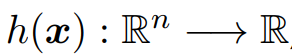 h(𝒙) : ℝⁿ ⟶ ℝ,